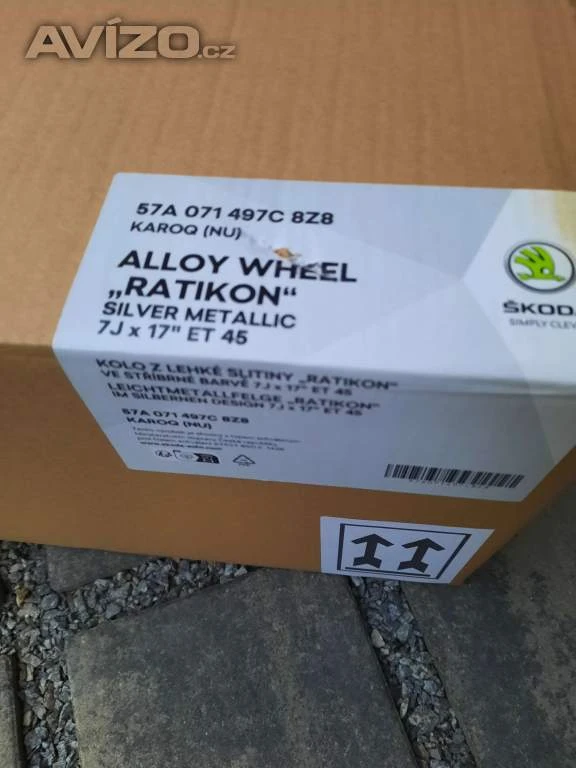 AVÍZO.cz
57A 071 497C 8Z8
KAROQ (NU)
ALLOY WHEEL
„RATIKON“
SILVER METALLIC
7J x 17" ET 45
ŠKODA
SIMPLY CLEV
KOLO Z LEHKÉ SLITINY „RATIKON“
VE STŘÍBRNÉ BARVĚ 7J x 17" ET 45
LEICHTMETALLFELGE „RATIKON“
IM SILBERNEN DESIGN 7J x 17" ET 45
57A 071 497C 8Z8
KAROQ (NU)